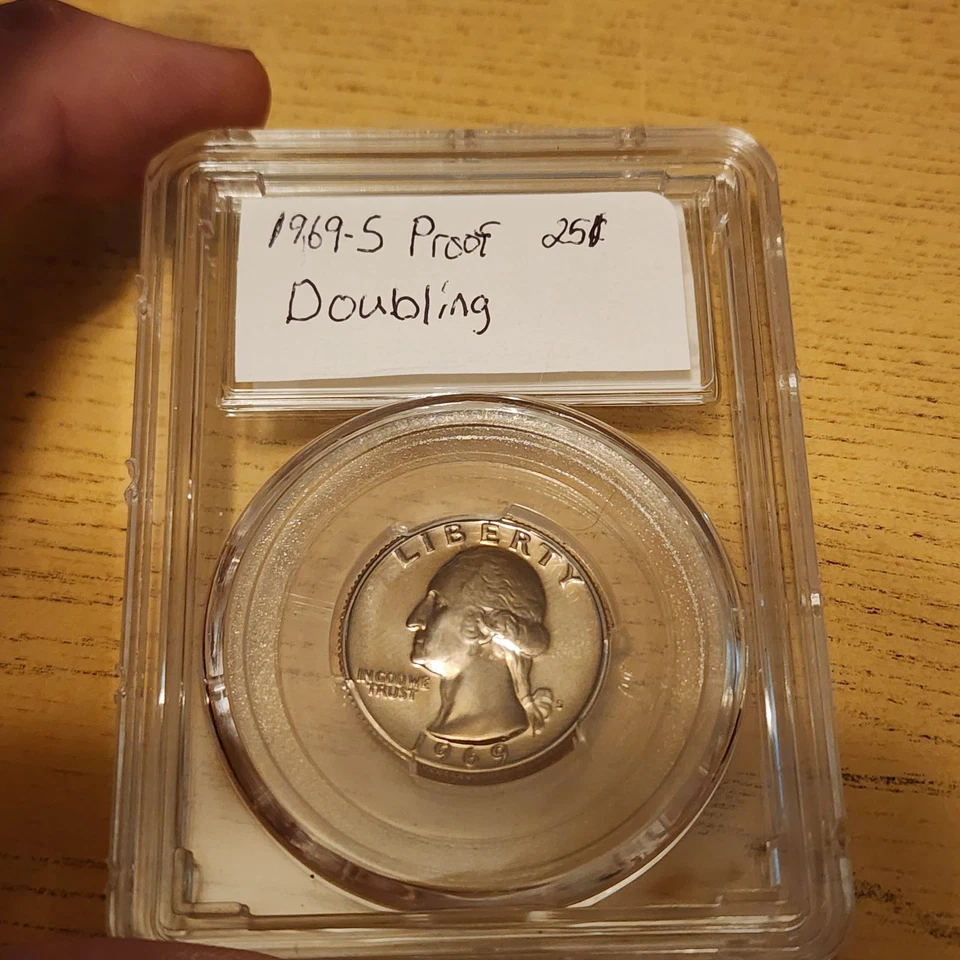 1969-S Proof 25¢
Doubling
LIBERTY
IN GOD WE
TRUST
S
1969